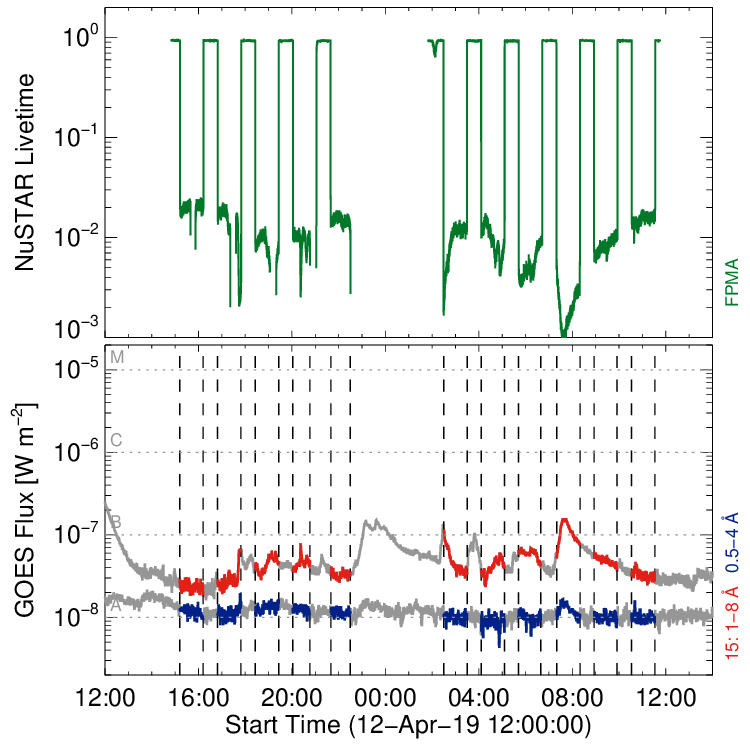 10⁰
10⁻¹
10⁻²
10⁻³
NuSTAR Livetime
FPMA
M
C
B
A
10⁻⁵
10⁻⁶
10⁻⁷
10⁻⁸
GOES Flux [W m⁻²]
15: 1−8 Å 0.5−4 Å
12:00 16:00 20:00 00:00 04:00 08:00 12:00
Start Time (12−Apr−19 12:00:00)